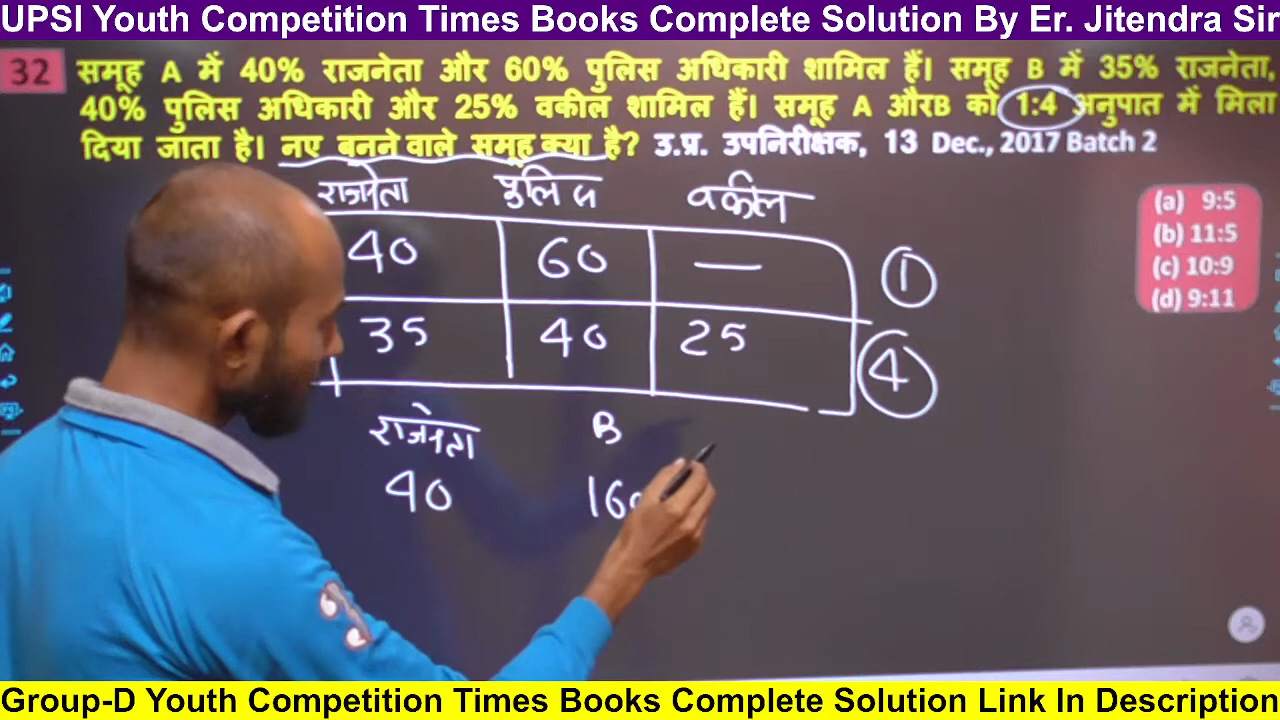 UPSI Youth Competition Times Books Complete Solution By Er. Jitendra Sir
32 समूह A में 40% राजनेता और 60% पुलिस अधिकारी शामिल हैं। समूह B में 35% राजनेता,
40% पुलिस अधिकारी और 25% वकील शामिल हैं। समूह A औरB को 1:4 अनुपात में मिला
दिया जाता है। नए बनने वाले समूह क्या है? उ.प्र. उपनिरीक्षक, 13 Dec., 2017 Batch 2
राजनेता पुलिस वकील
(a) 9:5
(b) 11:5
(c) 10:9
(d) 9:11
40 60 — 1
35 40 25 4
राजनेता B
40
Group-D Youth Competition Times Books Complete Solution Link In Description